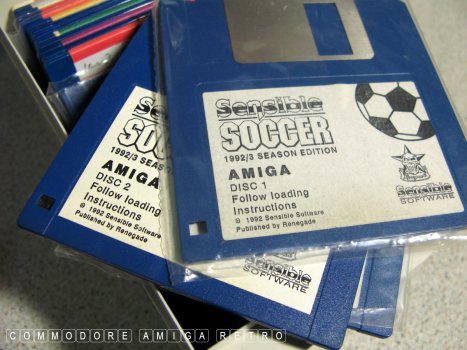 Sensible
SOCCER
1992/3 SEASON EDITION
AMIGA
DISC 1
Follow loading
Instructions
© 1992 Sensible Software
Published by Renegade
Sensible
SOFTWARE
Sensible
SOCCER
1992/3 SEASON
AMIGA
DISC 2
Follow loading
Instructions
© 1992 Sensible Software
Published by Renegade
Sensible
SOFTWARE
COMMODORE AMIGA RETRO